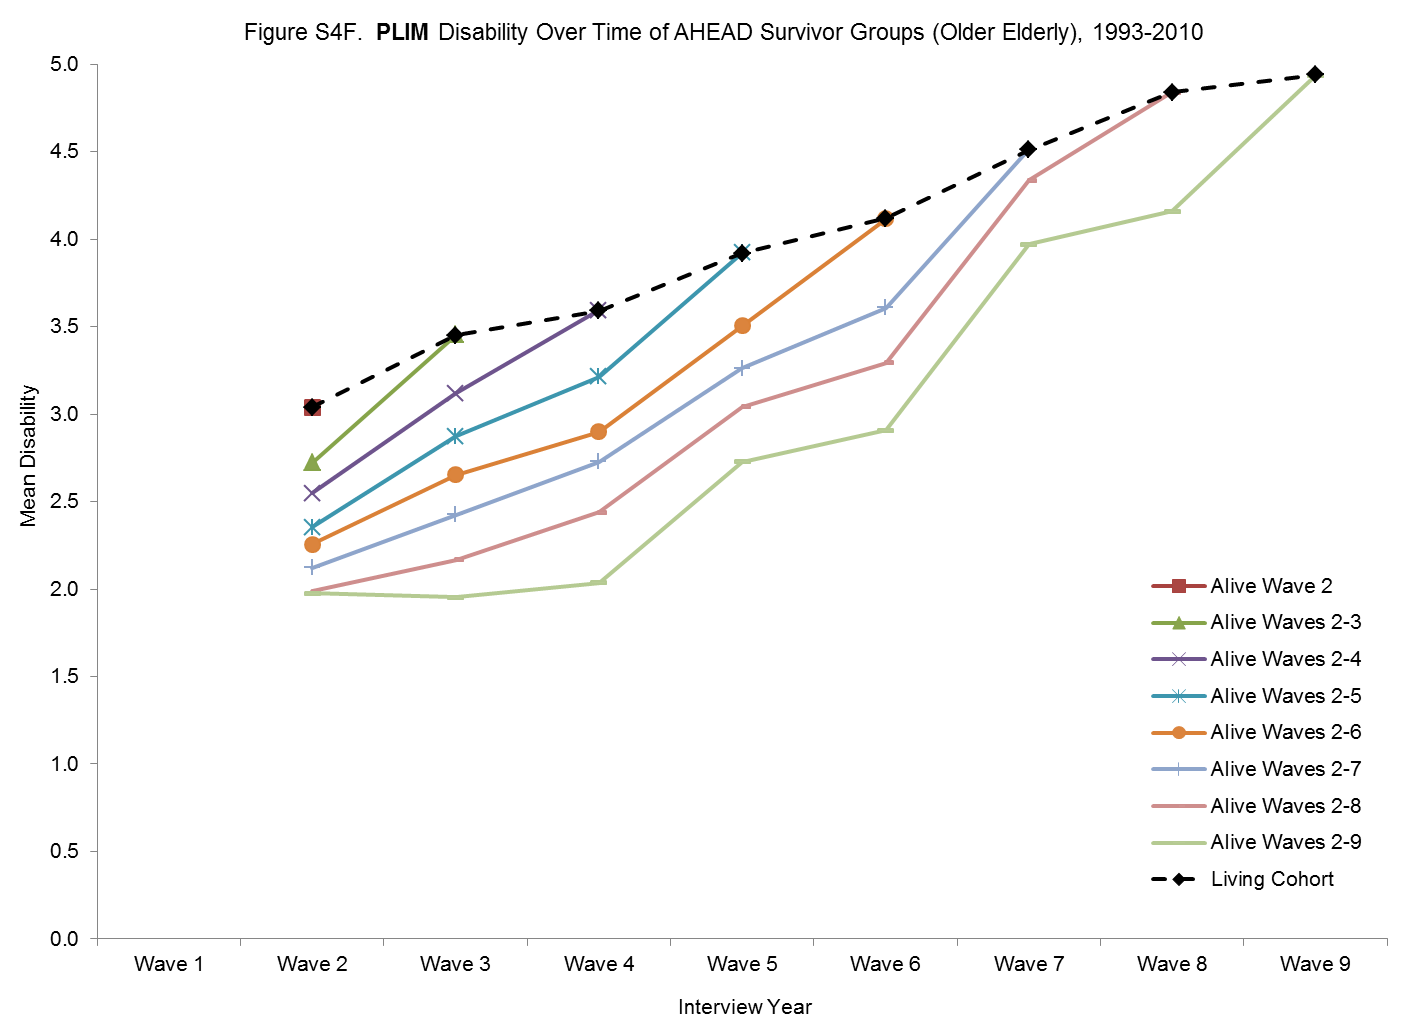 Figure S4F. PLIM Disability Over Time of AHEAD Survivor Groups (Older Elderly), 1993-2010
5.0
4.5
4.0
3.5
3.0
2.5
2.0
1.5
1.0
0.5
0.0
Mean Disability
Alive Wave 2
Alive Waves 2-3
Alive Waves 2-4
Alive Waves 2-5
Alive Waves 2-6
Alive Waves 2-7
Alive Waves 2-8
Alive Waves 2-9
Living Cohort
Wave 1 Wave 2 Wave 3 Wave 4 Wave 5 Wave 6 Wave 7 Wave 8 Wave 9
Interview Year